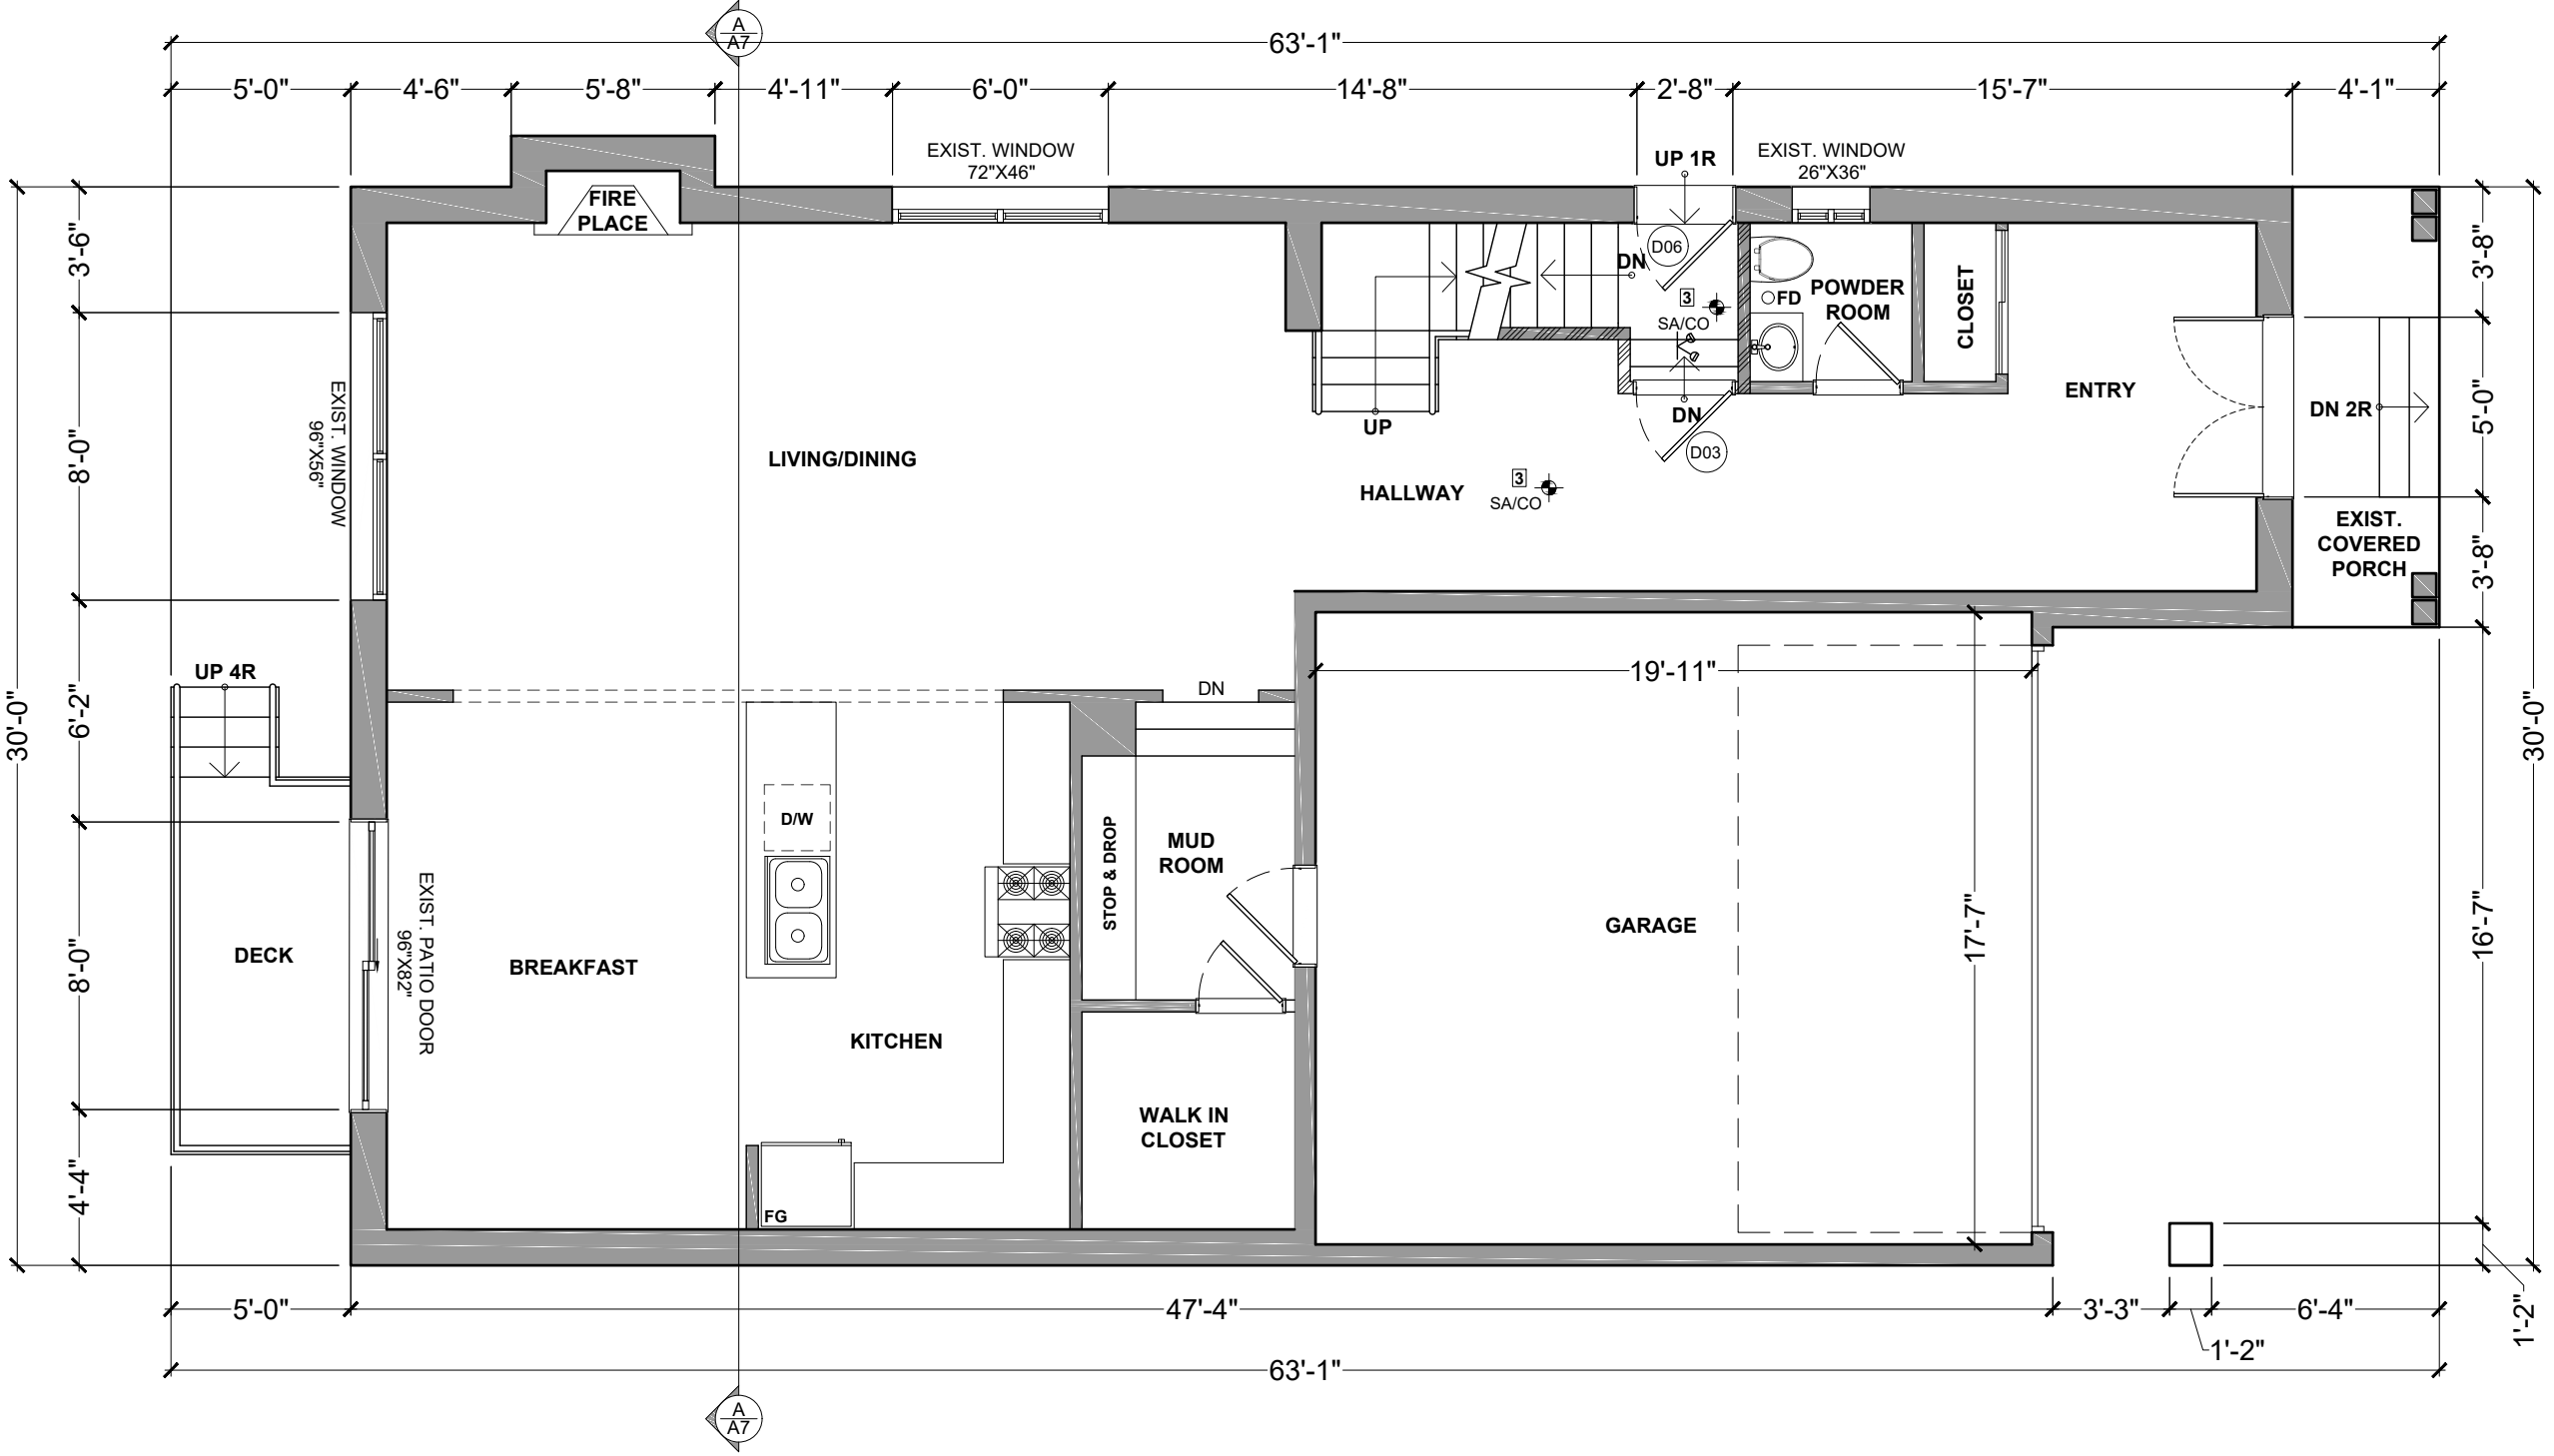 A
A7
63'-1"
5'-0"
4'-6"
5'-8"
4'-11"
6'-0"
14'-8"
2'-8"
15'-7"
4'-1"
EXIST. WINDOW
72"X46"
UP 1R
EXIST. WINDOW
26"X36"
FIRE
PLACE
30'-0"
3'-6"
8'-0"
6'-2"
8'-0"
4'-4"
EXIST. WINDOW
96"X56"
LIVING/DINING
DN
D06
3
SA/CO
FD
POWDER
ROOM
CLOSET
ENTRY
DN 2R
UP
DN
D03
HALLWAY
3
SA/CO
EXIST.
COVERED
PORCH
3'-8"
5'-0"
3'-8"
16'-7"
1'-2"
30'-0"
UP 4R
DN
19'-11"
17'-7"
D/W
STOP & DROP
MUD
ROOM
GARAGE
DECK
EXIST. PATIO DOOR
96"X82"
BREAKFAST
KITCHEN
WALK IN
CLOSET
FG
5'-0"
47'-4"
3'-3"
1'-2"
6'-4"
63'-1"
A
A7